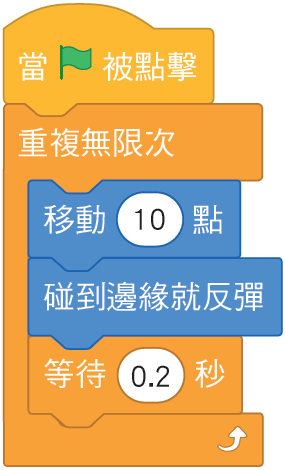 當 被點擊
重複無限次
移動 10 點
碰到邊緣就反彈
等待 0.2 秒